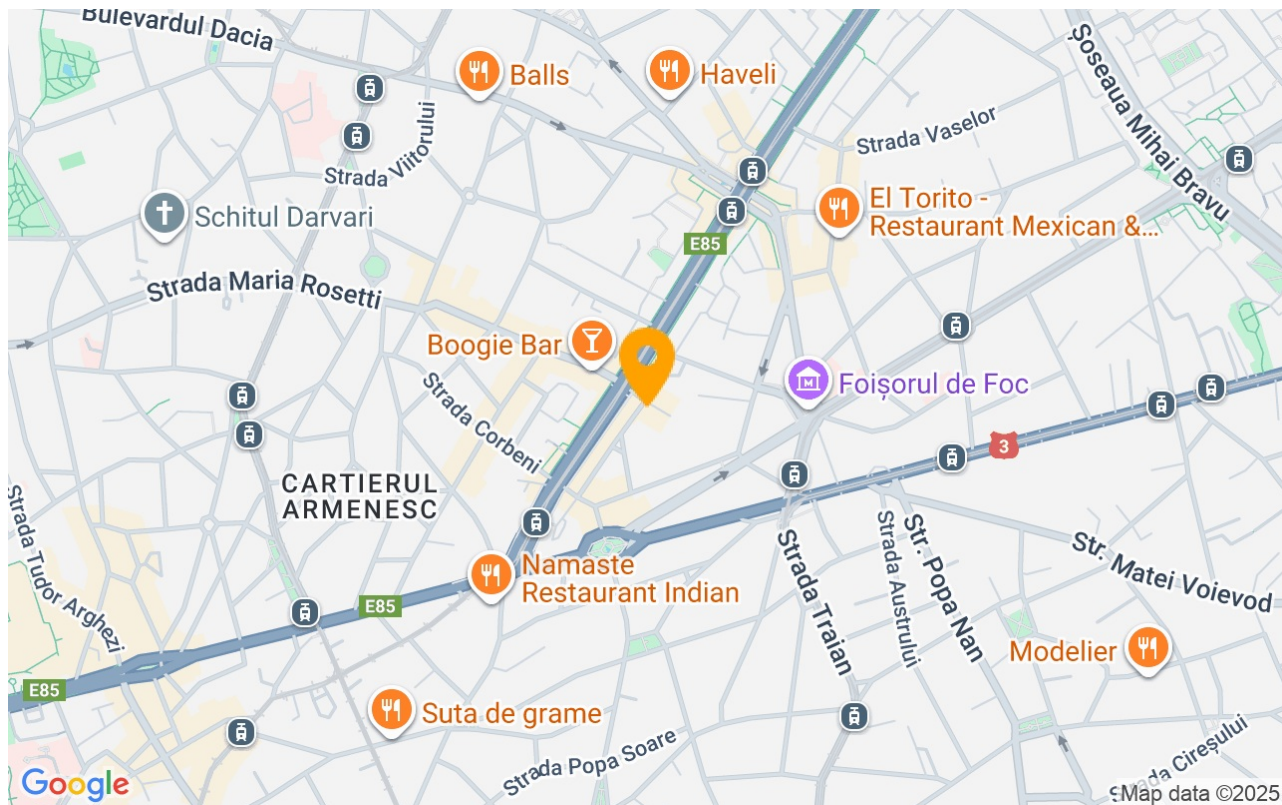 Bulevardul Dacia
Balls
Haveli
Șoseaua Mihai Bravu
Strada Viitorului
Strada Vaselor
Schitul Darvari
El Torito -
Restaurant Mexican &...
E85
Strada Maria Rosetti
Boogie Bar
Foișorul de Foc
Strada Corbeni
3
CARTIERUL
ARMENESC
Strada Tudor Arghezi
Namaste
Restaurant Indian
E85
Strada Traian
Strada Austrului
Str. Popa Nan
Str. Matei Voievod
Modelier
E85
Suta de grame
Strada Popa Soare
Strada Cireșului
Google
Map data ©2025